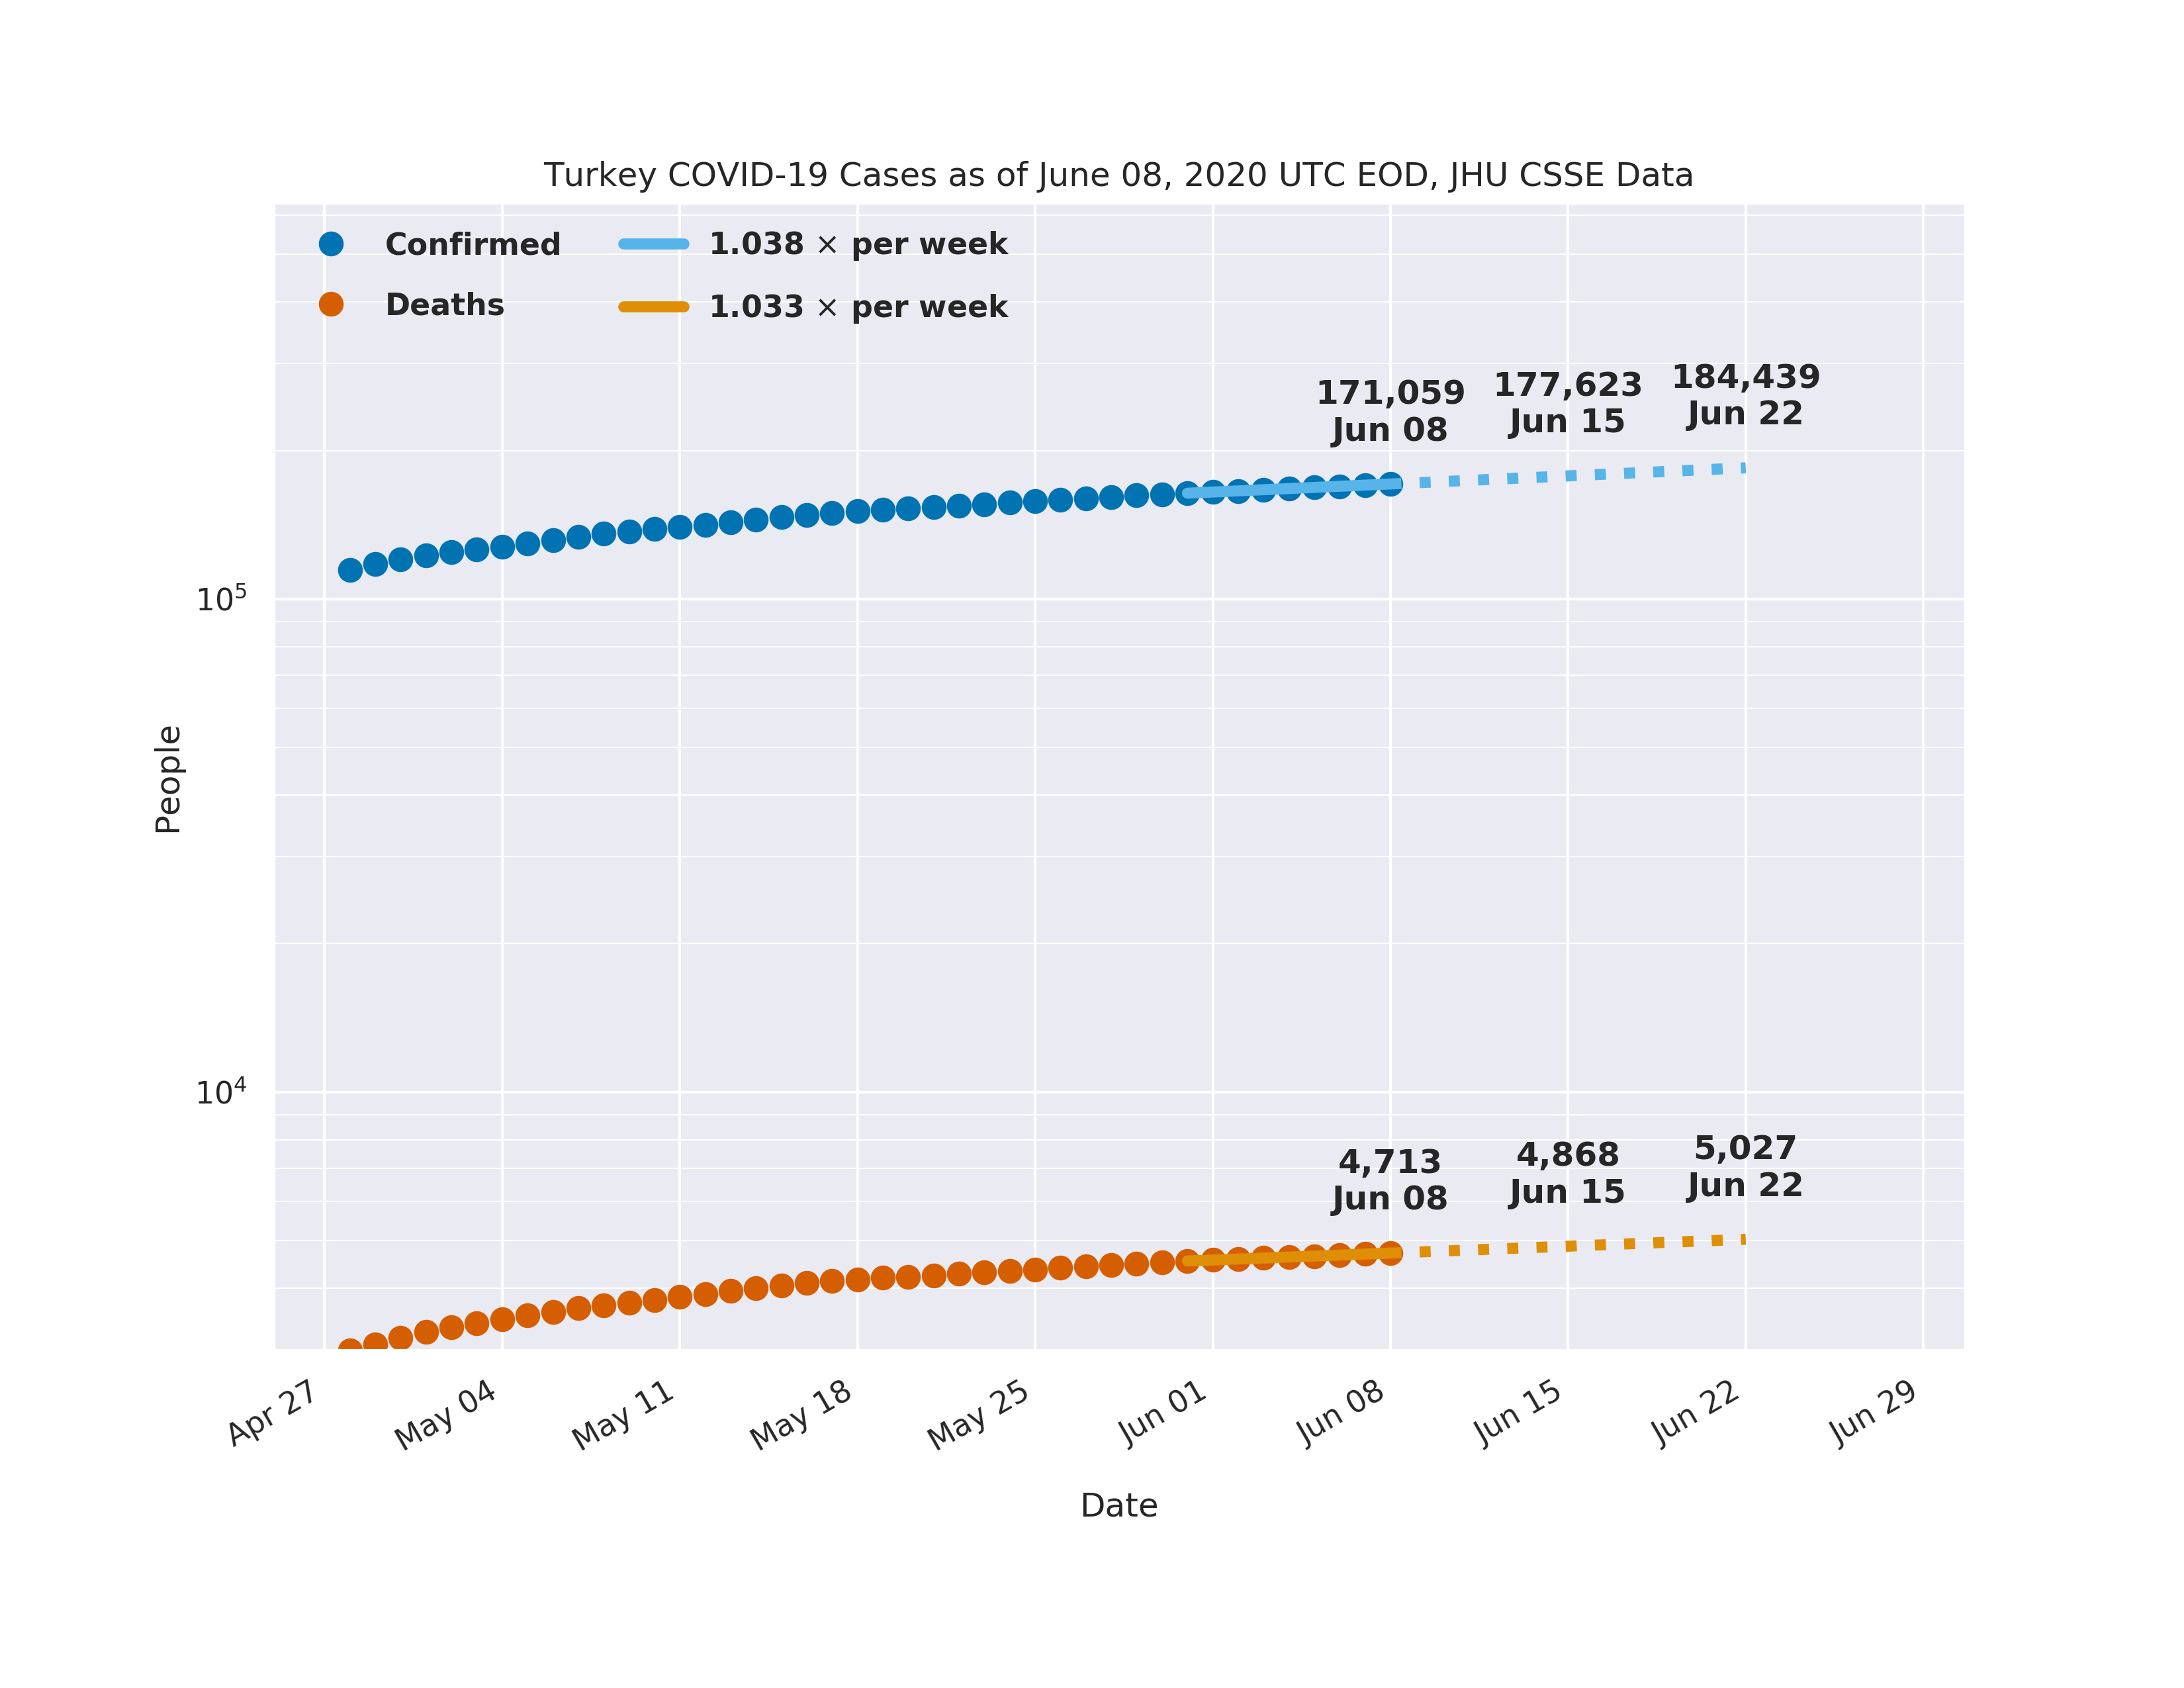 Turkey COVID-19 Cases as of June 08, 2020 UTC EOD, JHU CSSE Data
Confirmed
Deaths
1.038 × per week
1.033 × per week
171,059
Jun 08
177,623
Jun 15
184,439
Jun 22
10⁵
People
10⁴
4,713
Jun 08
4,868
Jun 15
5,027
Jun 22
Apr 27
May 04
May 11
May 18
May 25
Jun 01
Jun 08
Jun 15
Jun 22
Jun 29
Date